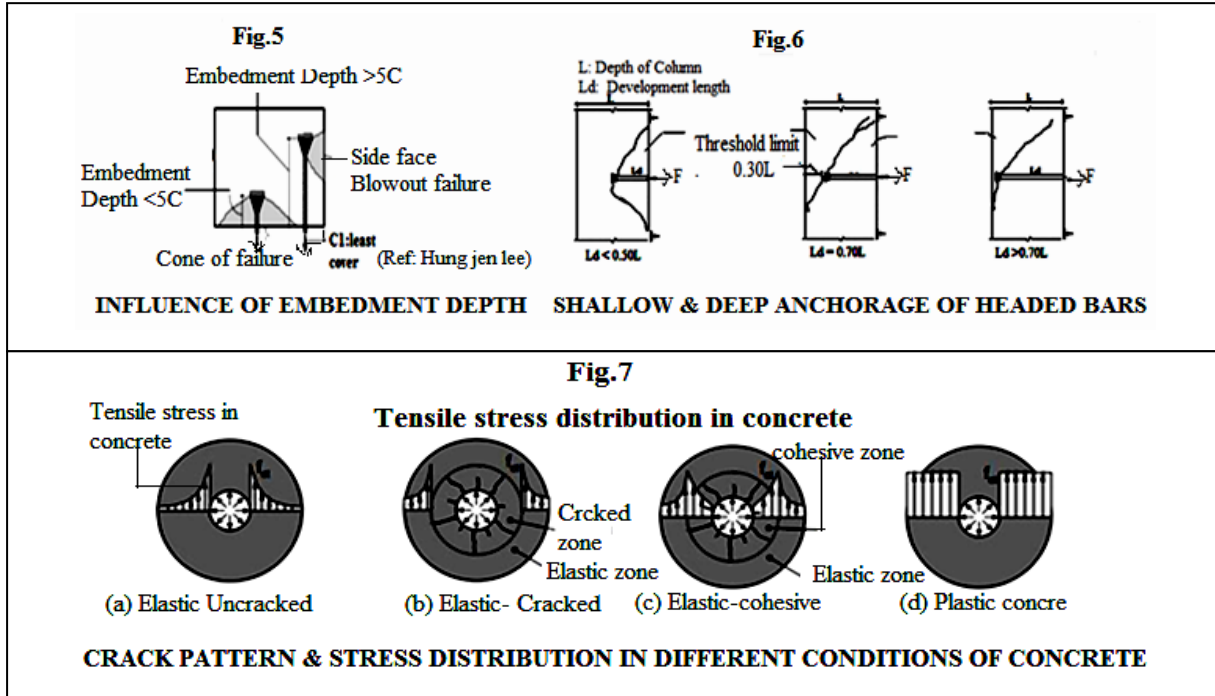 Fig.5
Embedment Depth >5C
Embedment
Depth <5C
Side face
Blowout failure
C1:least
cover
Cone of failure
(Ref: Hung jen lee)
INFLUENCE OF EMBEDMENT DEPTH
Fig.6
L: Depth of Column
Ld: Development length
L
L
L
Threshold limit
0.30L
Ld
F
F
Ld
F
Ld < 0.50L
Ld = 0.70L
Ld >0.70L
SHALLOW & DEEP ANCHORAGE OF HEADED BARS
Fig.7
Tensile stress in
concrete
Tensile stress distribution in concrete
cohesive zone
Crcked
zone
Elastic zone
Elastic zone
(a) Elastic Uncracked
(b) Elastic- Cracked
(c) Elastic-cohesive
(d) Plastic concre
CRACK PATTERN & STRESS DISTRIBUTION IN DIFFERENT CONDITIONS OF CONCRETE